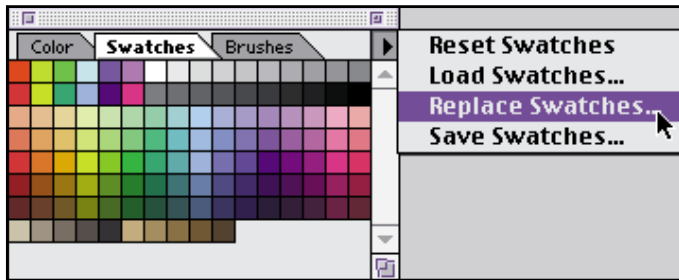 Color Swatches Brushes
Reset Swatches
Load Swatches...
Replace Swatches...
Save Swatches...